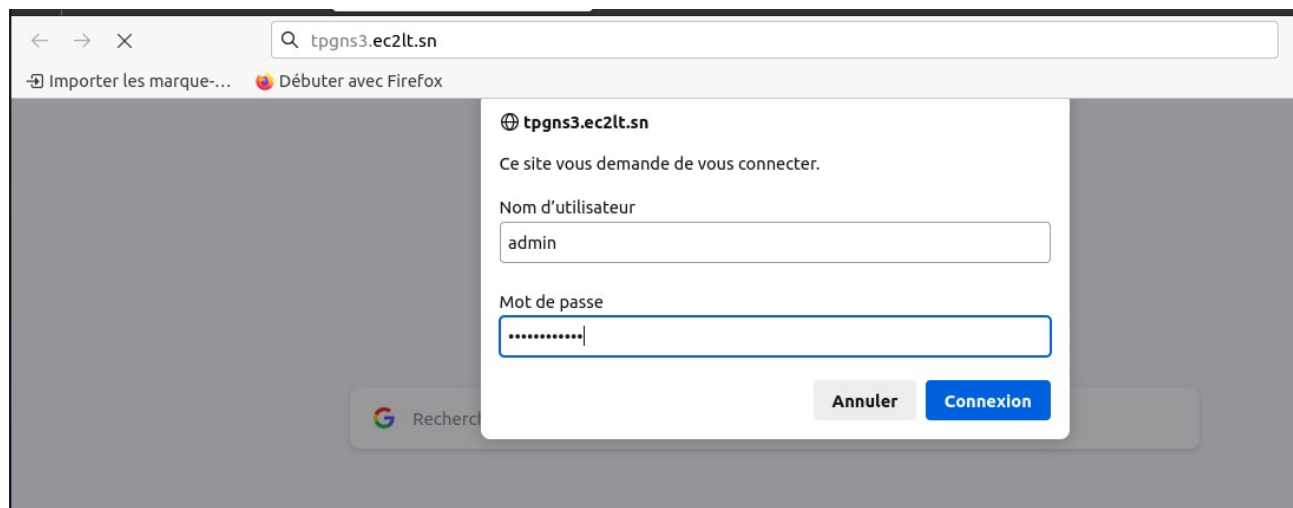 tpgns3.ec2lt.sn
Importer les marque-… Débuter avec Firefox
tpgns3.ec2lt.sn
Ce site vous demande de vous connecter.
Nom d’utilisateur
admin
Mot de passe
••••••••••••
Annuler Connexion
G Recherc